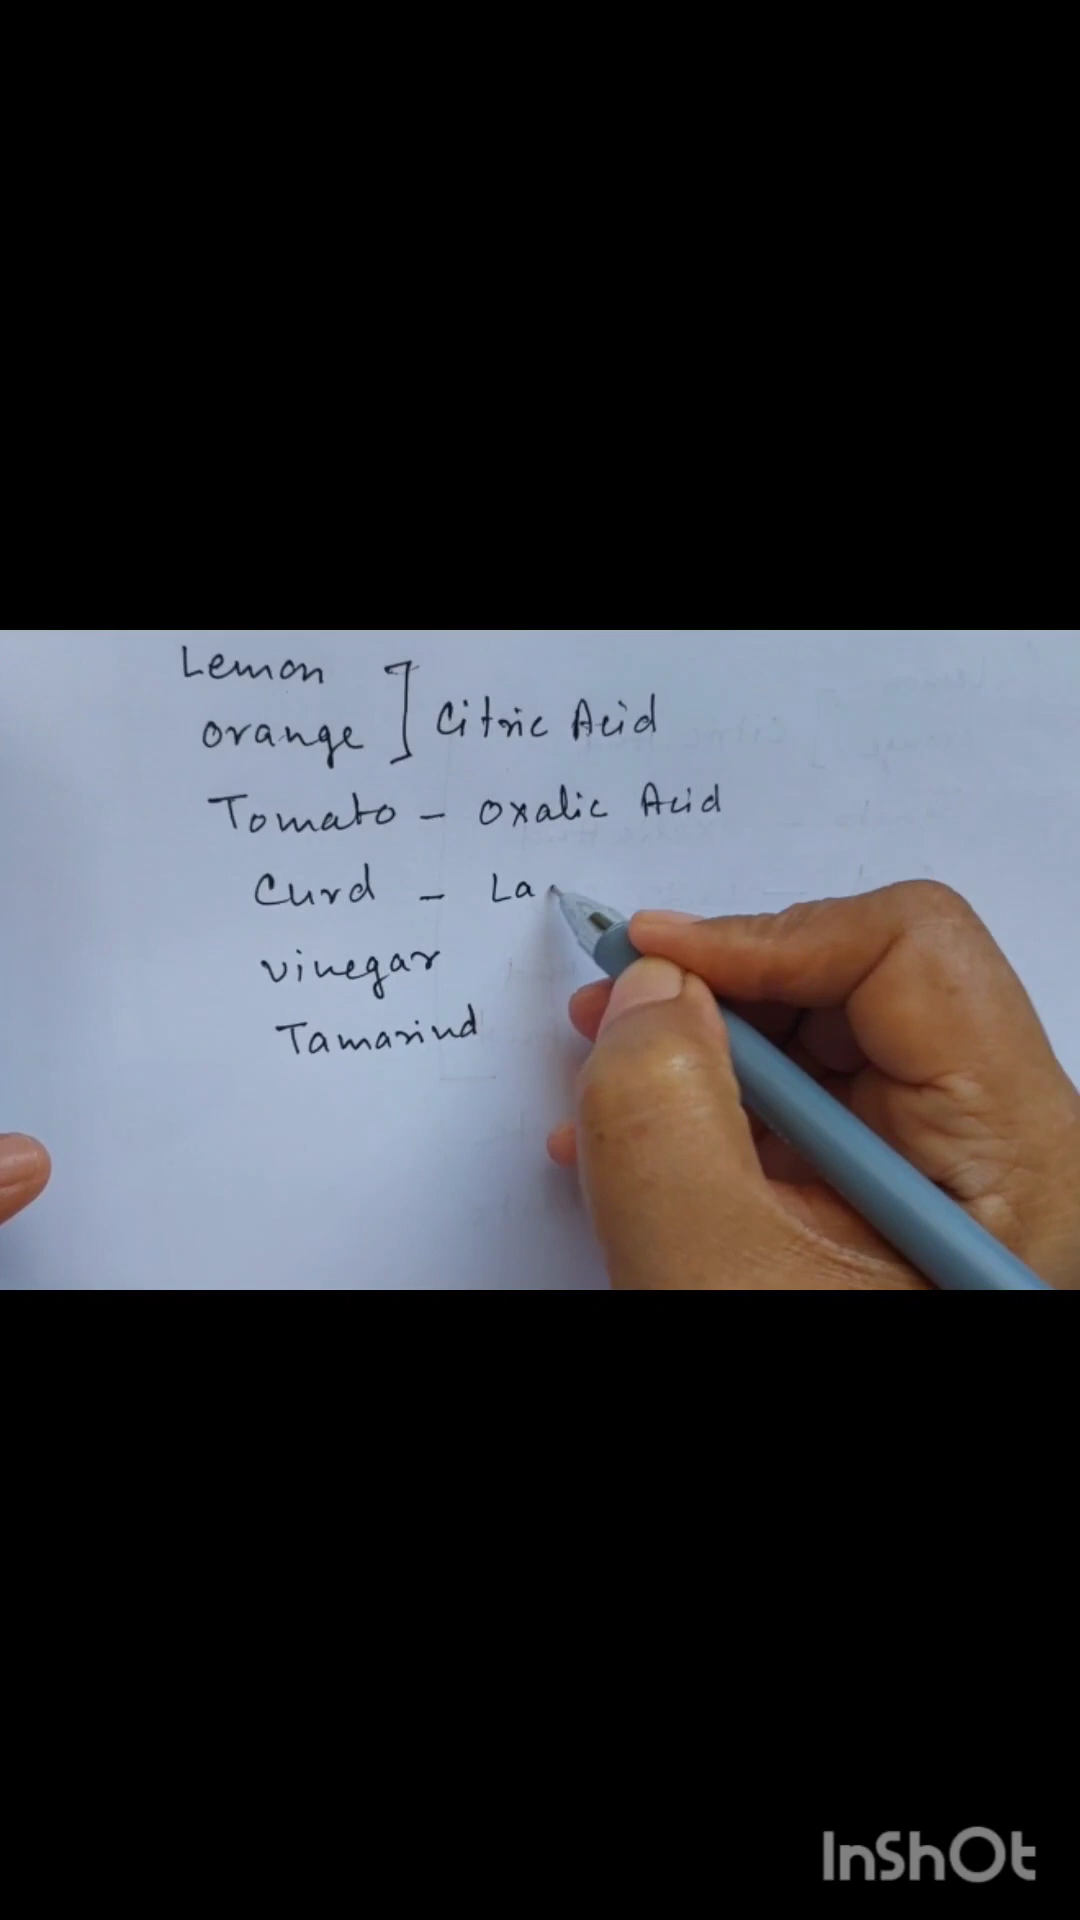 Lemon
orange ] Citric Acid
Tomato - oxalic Acid
Curd - La
vinegar
Tamarind
InShOt